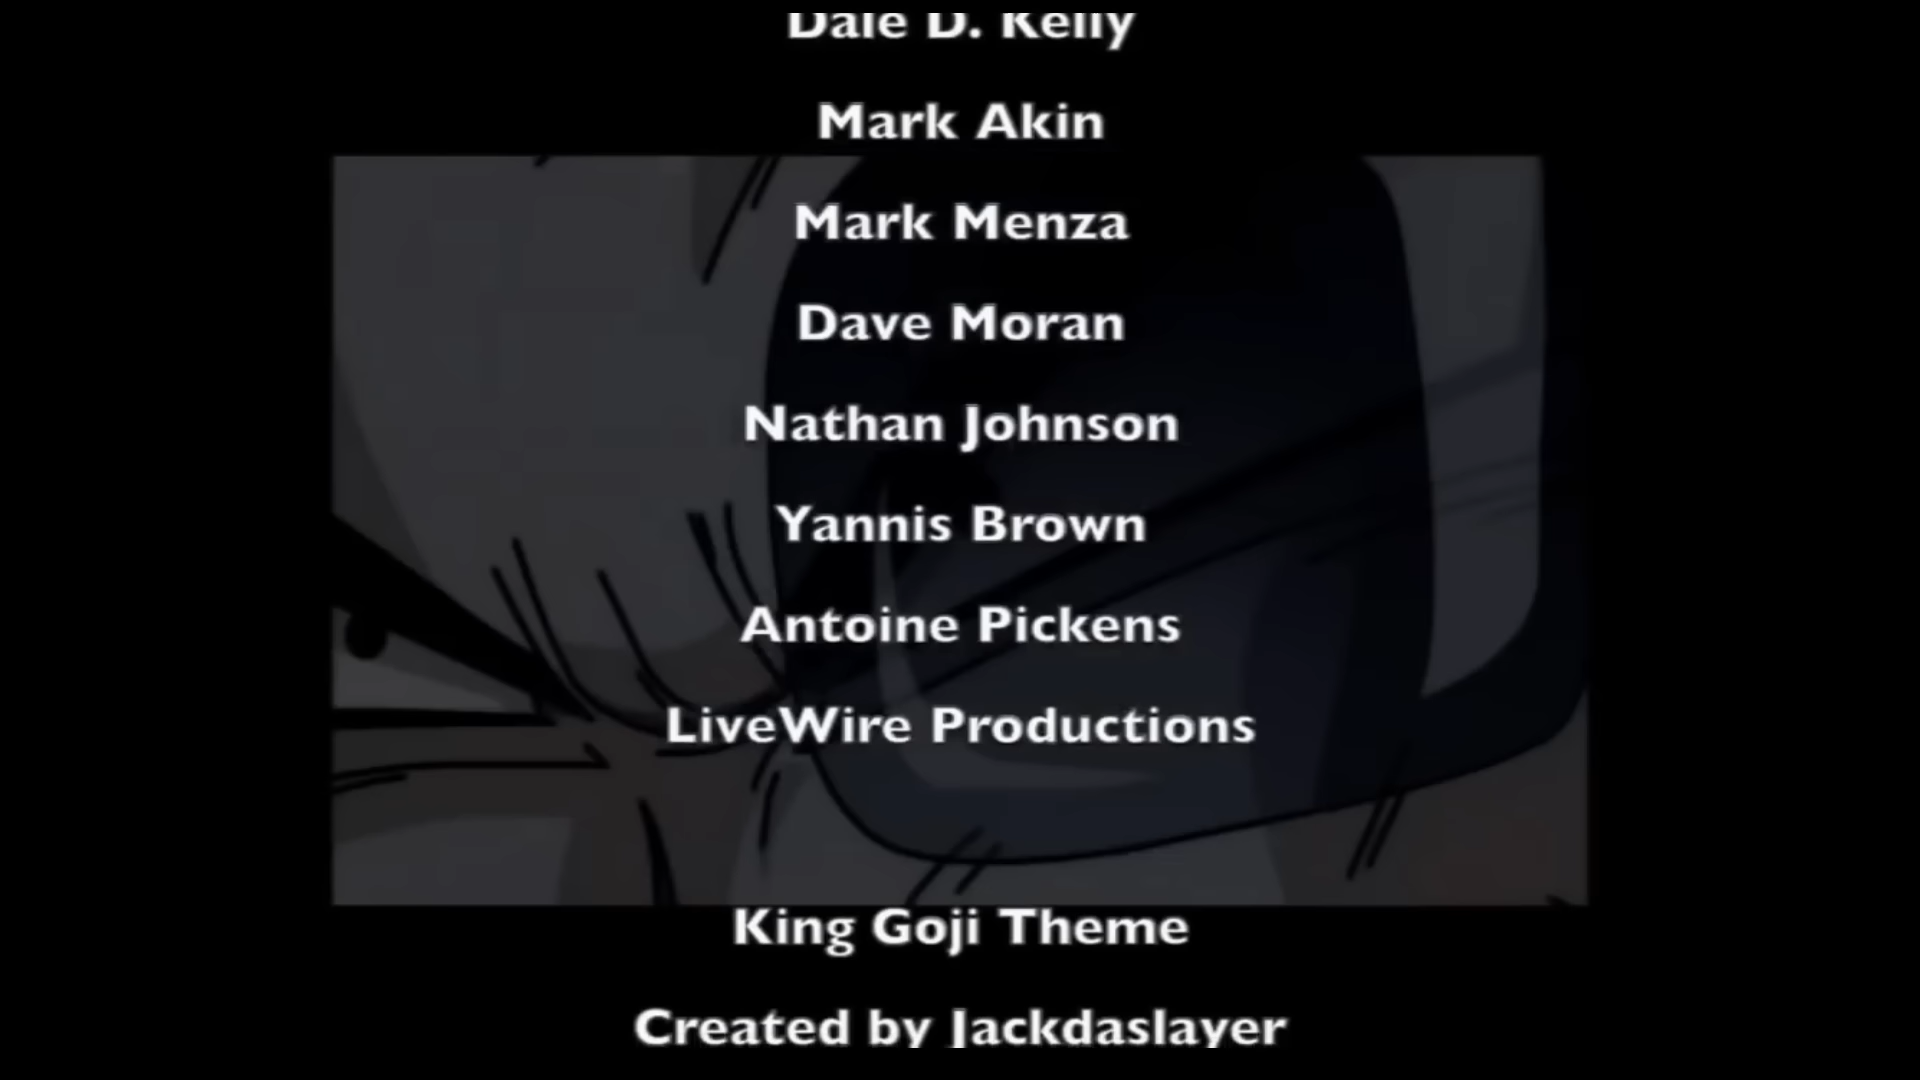 Dale D. Kelly
Mark Akin
Mark Menza
Dave Moran
Nathan Johnson
Yannis Brown
Antoine Pickens
LiveWire Productions
King Goji Theme
Created by Jackdaslayer